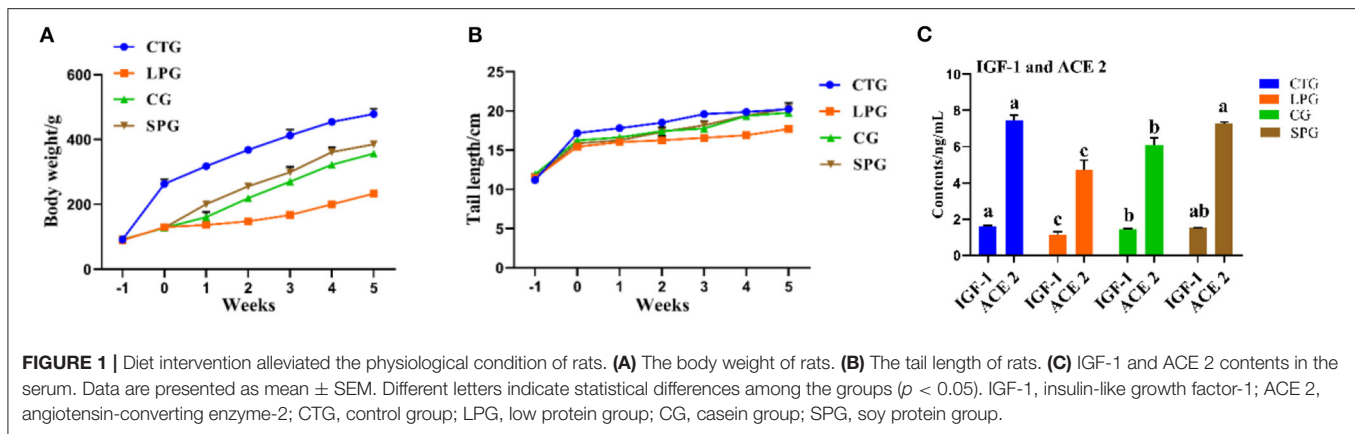 A
CTG
LPG
CG
SPG
600
400
200
0
Body weight/g
-1 0 1 2 3 4 5
Weeks
B
25
20
15
10
5
0
Tail length/cm
CTG
LPG
CG
SPG
-1 0 1 2 3 4 5
Weeks
C
IGF-1 and ACE 2
10
8
6
4
2
0
Contents/ng/mL
a a c c b b ab a
IGF-1 ACE 2 IGF-1 ACE 2 IGF-1 ACE 2 IGF-1 ACE 2
CTG
LPG
CG
SPG
FIGURE 1 | Diet intervention alleviated the physiological condition of rats. (A) The body weight of rats. (B) The tail length of rats. (C) IGF-1 and ACE 2 contents in the
serum. Data are presented as mean ± SEM. Different letters indicate statistical differences among the groups (p < 0.05). IGF-1, insulin-like growth factor-1; ACE 2,
angiotensin-converting enzyme-2; CTG, control group; LPG, low protein group; CG, casein group; SPG, soy protein group.